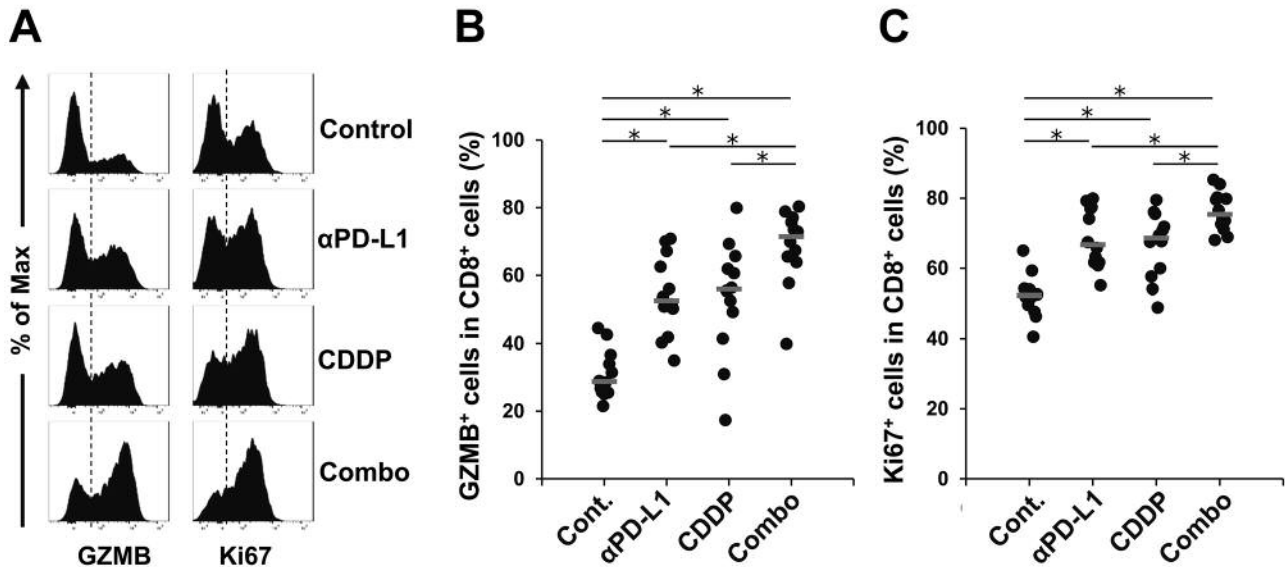 A
B
C
% of Max
Control
αPD-L1
CDDP
Combo
GZMB
Ki67
GZMB⁺ cells in CD8⁺ cells (%)
100
80
60
40
20
0
*
*
*
*
*
Cont.
αPD-L1
CDDP
Combo
Ki67⁺ cells in CD8⁺ cells (%)
100
80
60
40
20
0
*
*
*
*
*
Cont.
αPD-L1
CDDP
Combo